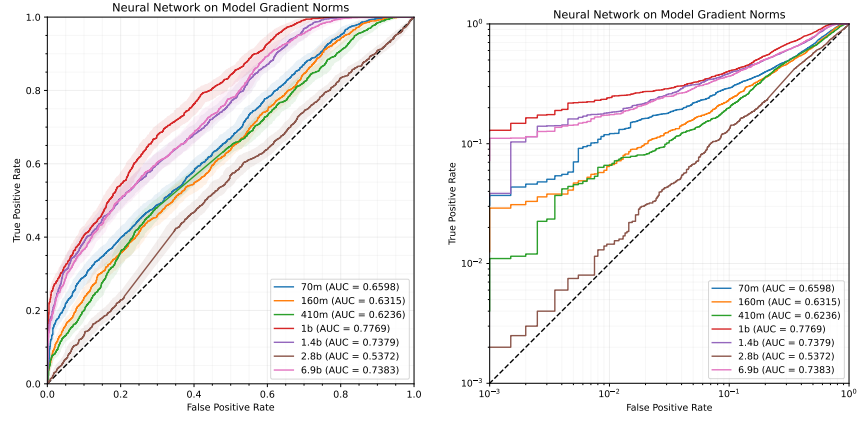 Neural Network on Model Gradient Norms
True Positive Rate
1.0
0.8
0.6
0.4
0.2
0.0
0.0 0.2 0.4 0.6 0.8 1.0
False Positive Rate
70m (AUC = 0.6598)
160m (AUC = 0.6315)
410m (AUC = 0.6236)
1b (AUC = 0.7769)
1.4b (AUC = 0.7379)
2.8b (AUC = 0.5372)
6.9b (AUC = 0.7383)
Neural Network on Model Gradient Norms
True Positive Rate
10⁰
10⁻¹
10⁻²
10⁻³
10⁻³ 10⁻² 10⁻¹ 10⁰
False Positive Rate
70m (AUC = 0.6598)
160m (AUC = 0.6315)
410m (AUC = 0.6236)
1b (AUC = 0.7769)
1.4b (AUC = 0.7379)
2.8b (AUC = 0.5372)
6.9b (AUC = 0.7383)